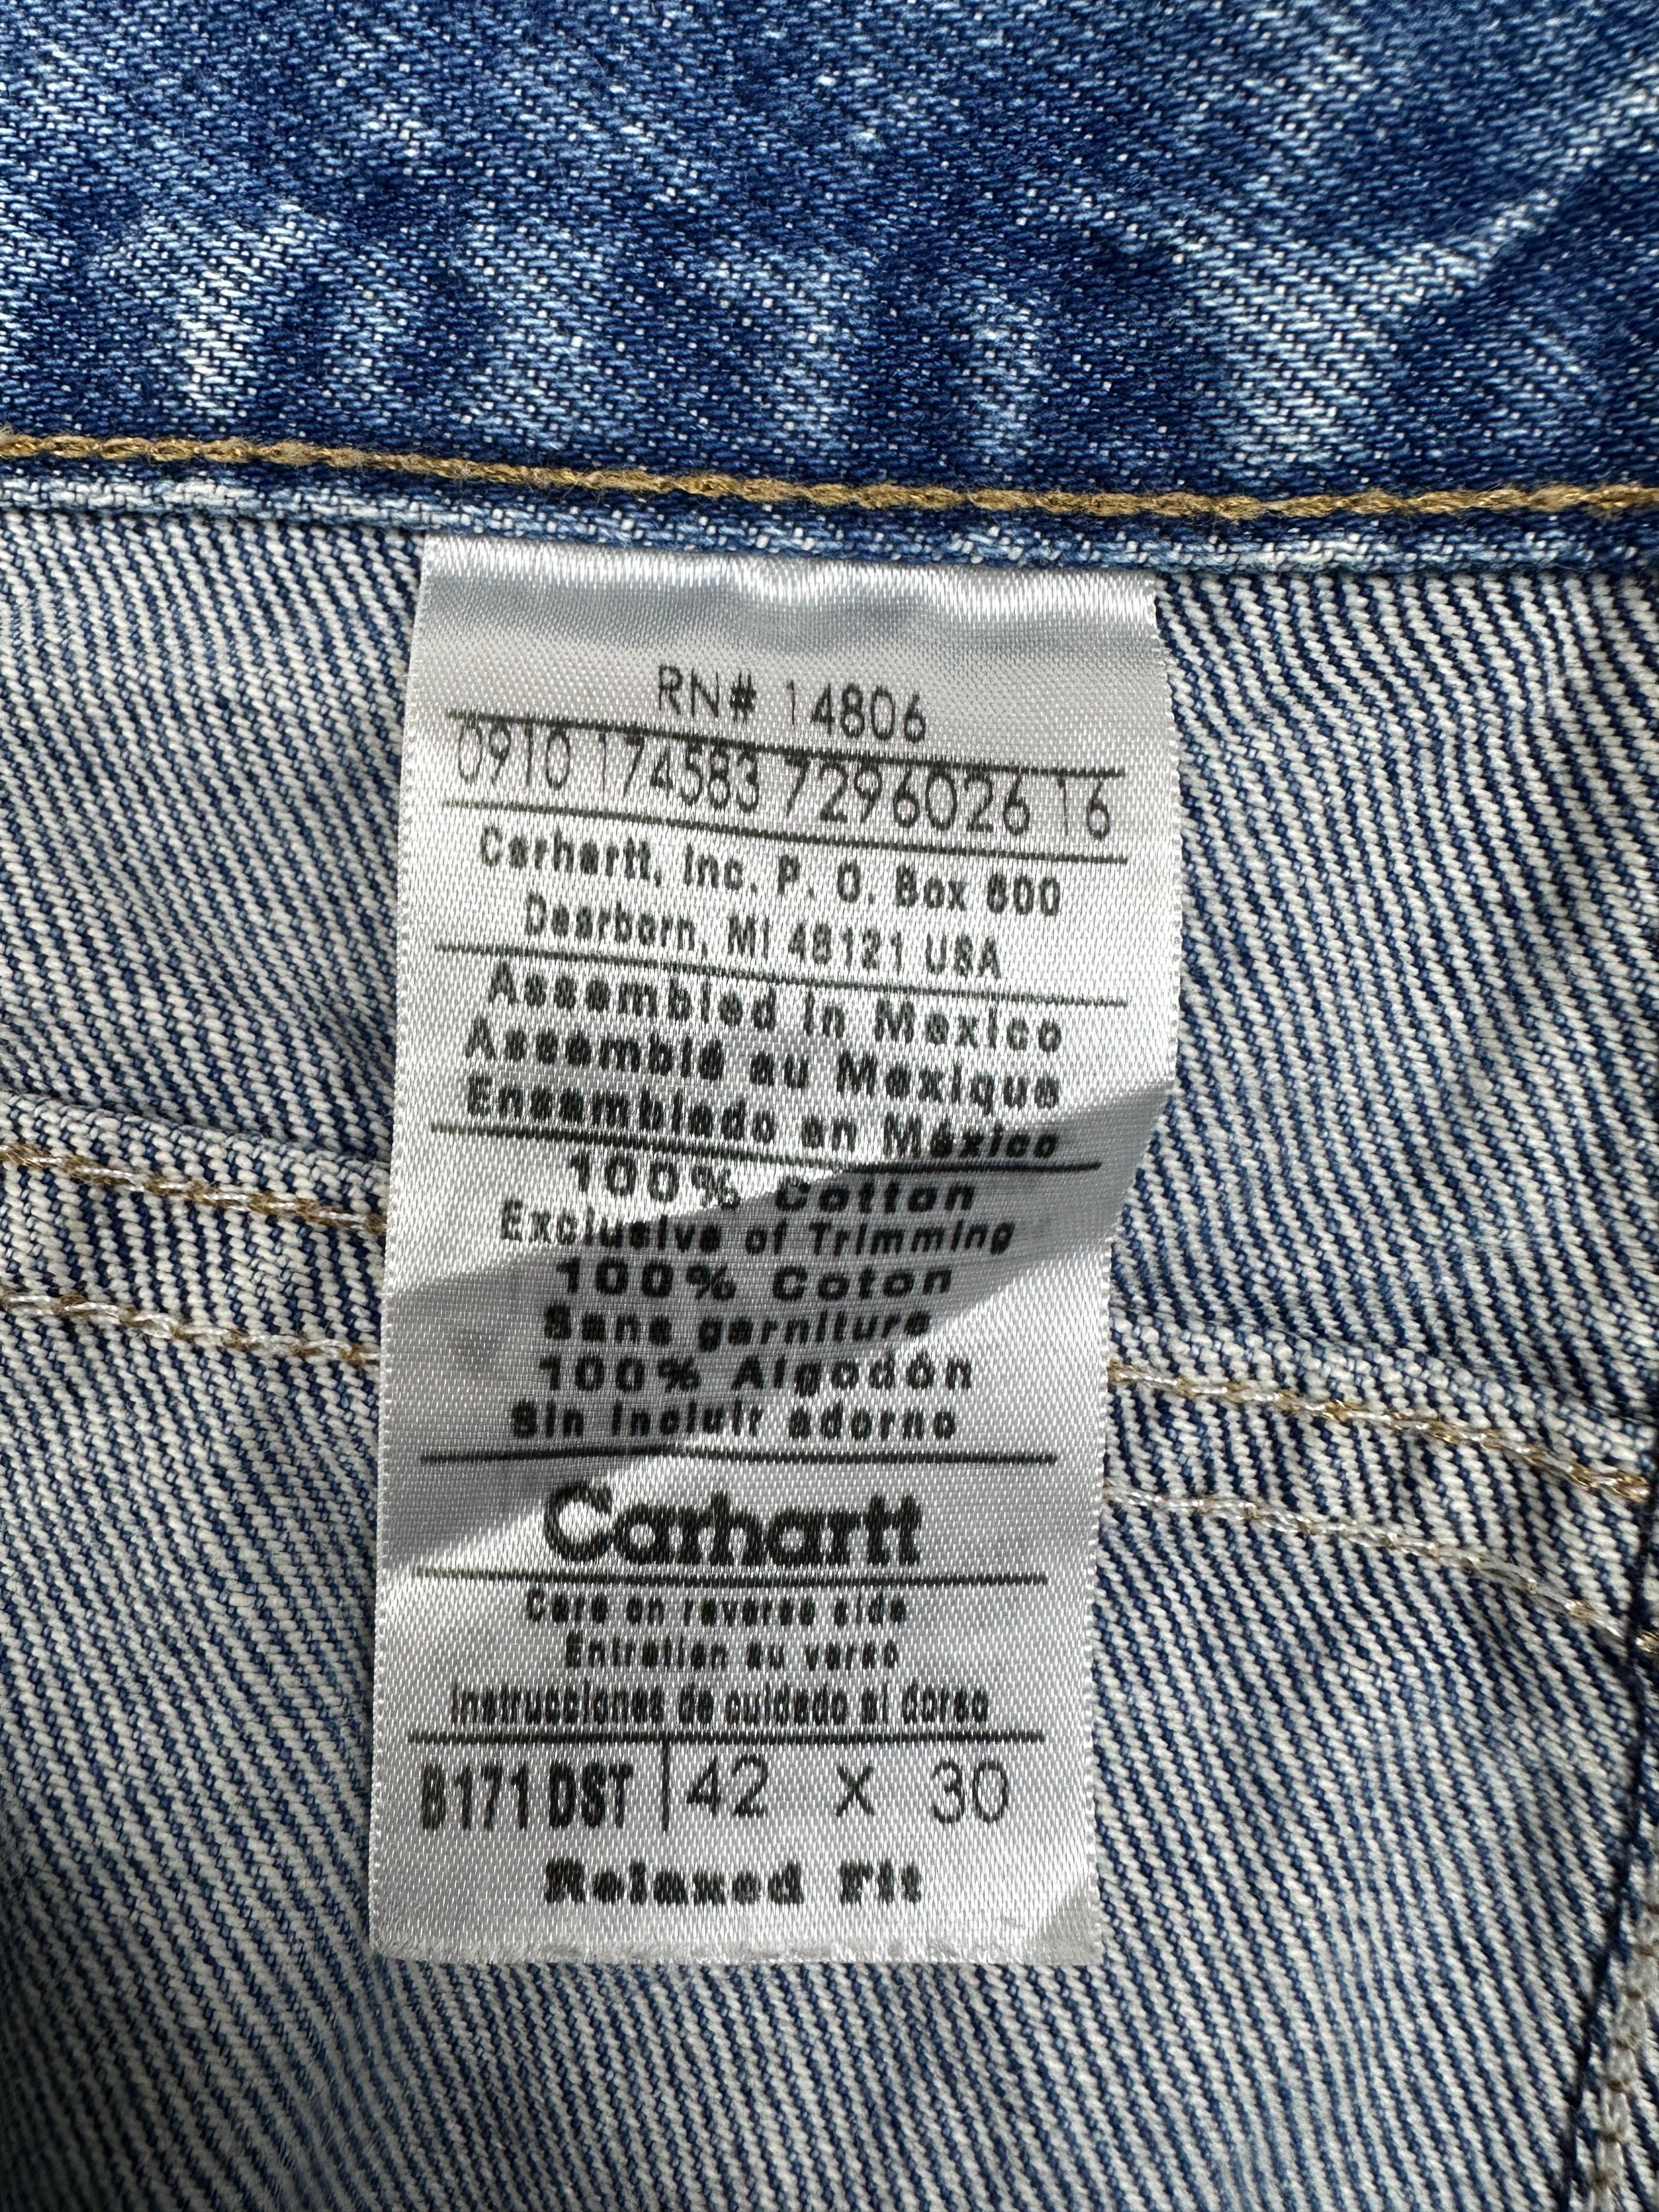 RN# 14806
0910 174583 7296026 16
Carhartt, Inc. P. O. Box 600
Dearborn, MI 48121 USA
Assembled in Mexico
Assemblé au Mexique
Ensamblado en México
100% Cotton
Exclusive of Trimming
100% Coton
Sans garniture
100% Algodón
Sin incluir adorno
Carhartt
Care on reverse side
Entretien au verso
Instrucciones de cuidado al dorso
B171 DST | 42 X 30
Relaxed Fit